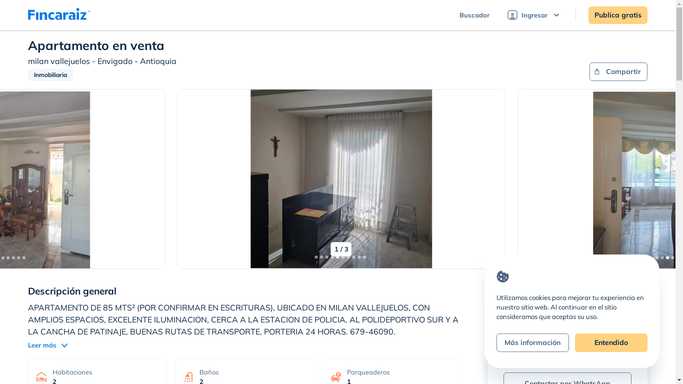 Fincaraiz
Buscador
Ingresar
Publica gratis
Apartamento en venta
milan vallejuelos - Envigado - Antioquia
Inmobiliaria
Compartir
1 / 3
Descripción general
APARTAMENTO DE 85 MTS² (POR CONFIRMAR EN ESCRITURAS), UBICADO EN MILAN VALLEJUELOS, CON
AMPLIOS ESPACIOS, EXCELENTE ILUMINACION, CERCA A LA ESTACION DE POLICIA, AL POLIDEPORTIVO SUR Y A
LA CANCHA DE PATINAJE, BUENAS RUTAS DE TRANSPORTE, PORTERIA 24 HORAS. 679-46090.
Leer más
Habitaciones
2
Baños
2
Parqueaderos
1
Utilizamos cookies para mejorar tu experiencia en
nuestro sitio web. Al continuar en el sitio
consideramos que aceptas su uso.
Más información
Entendido
Contactar por WhatsApp